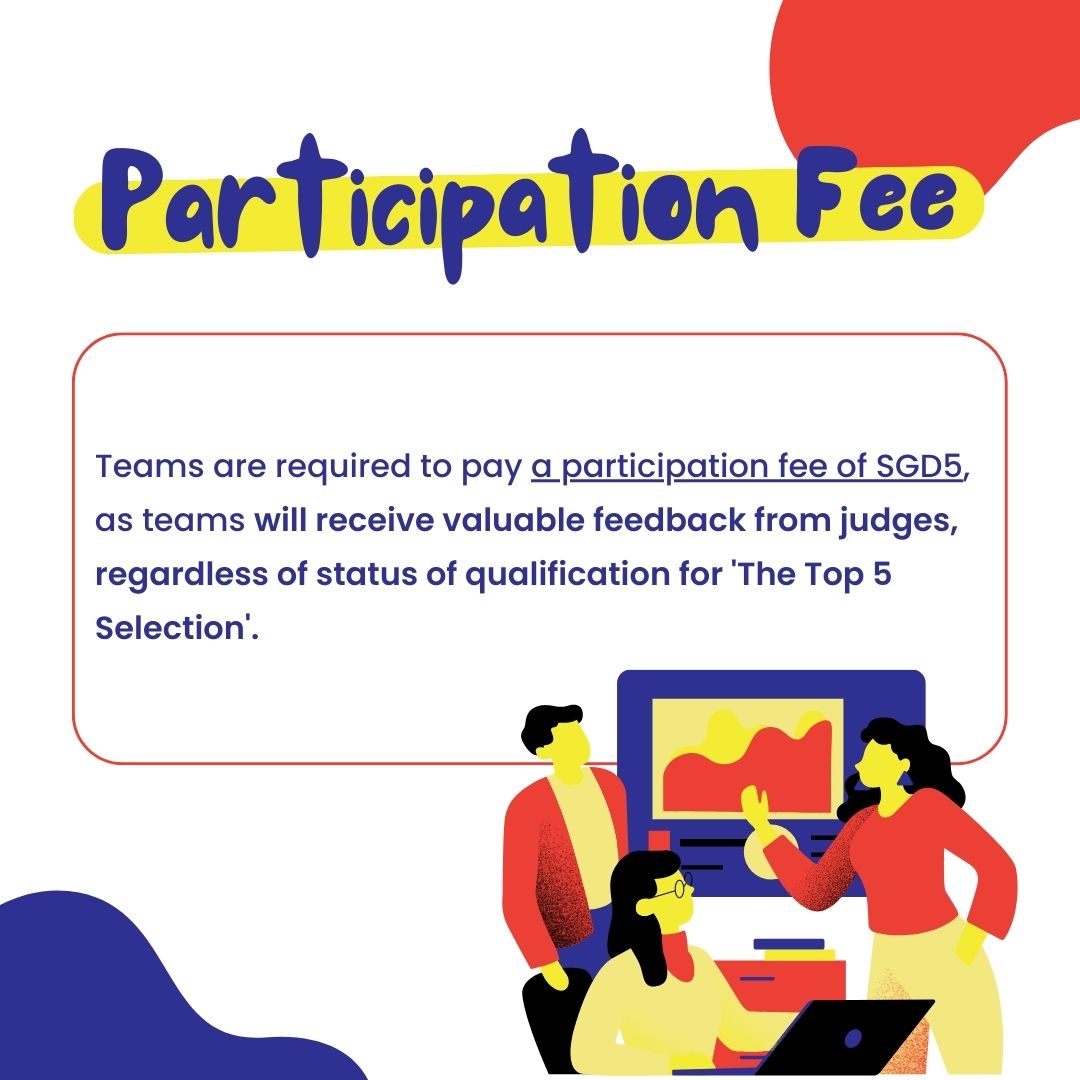 Participation Fee
Teams are required to pay a participation fee of SGD5,
as teams will receive valuable feedback from judges,
regardless of status of qualification for 'The Top 5
Selection'.